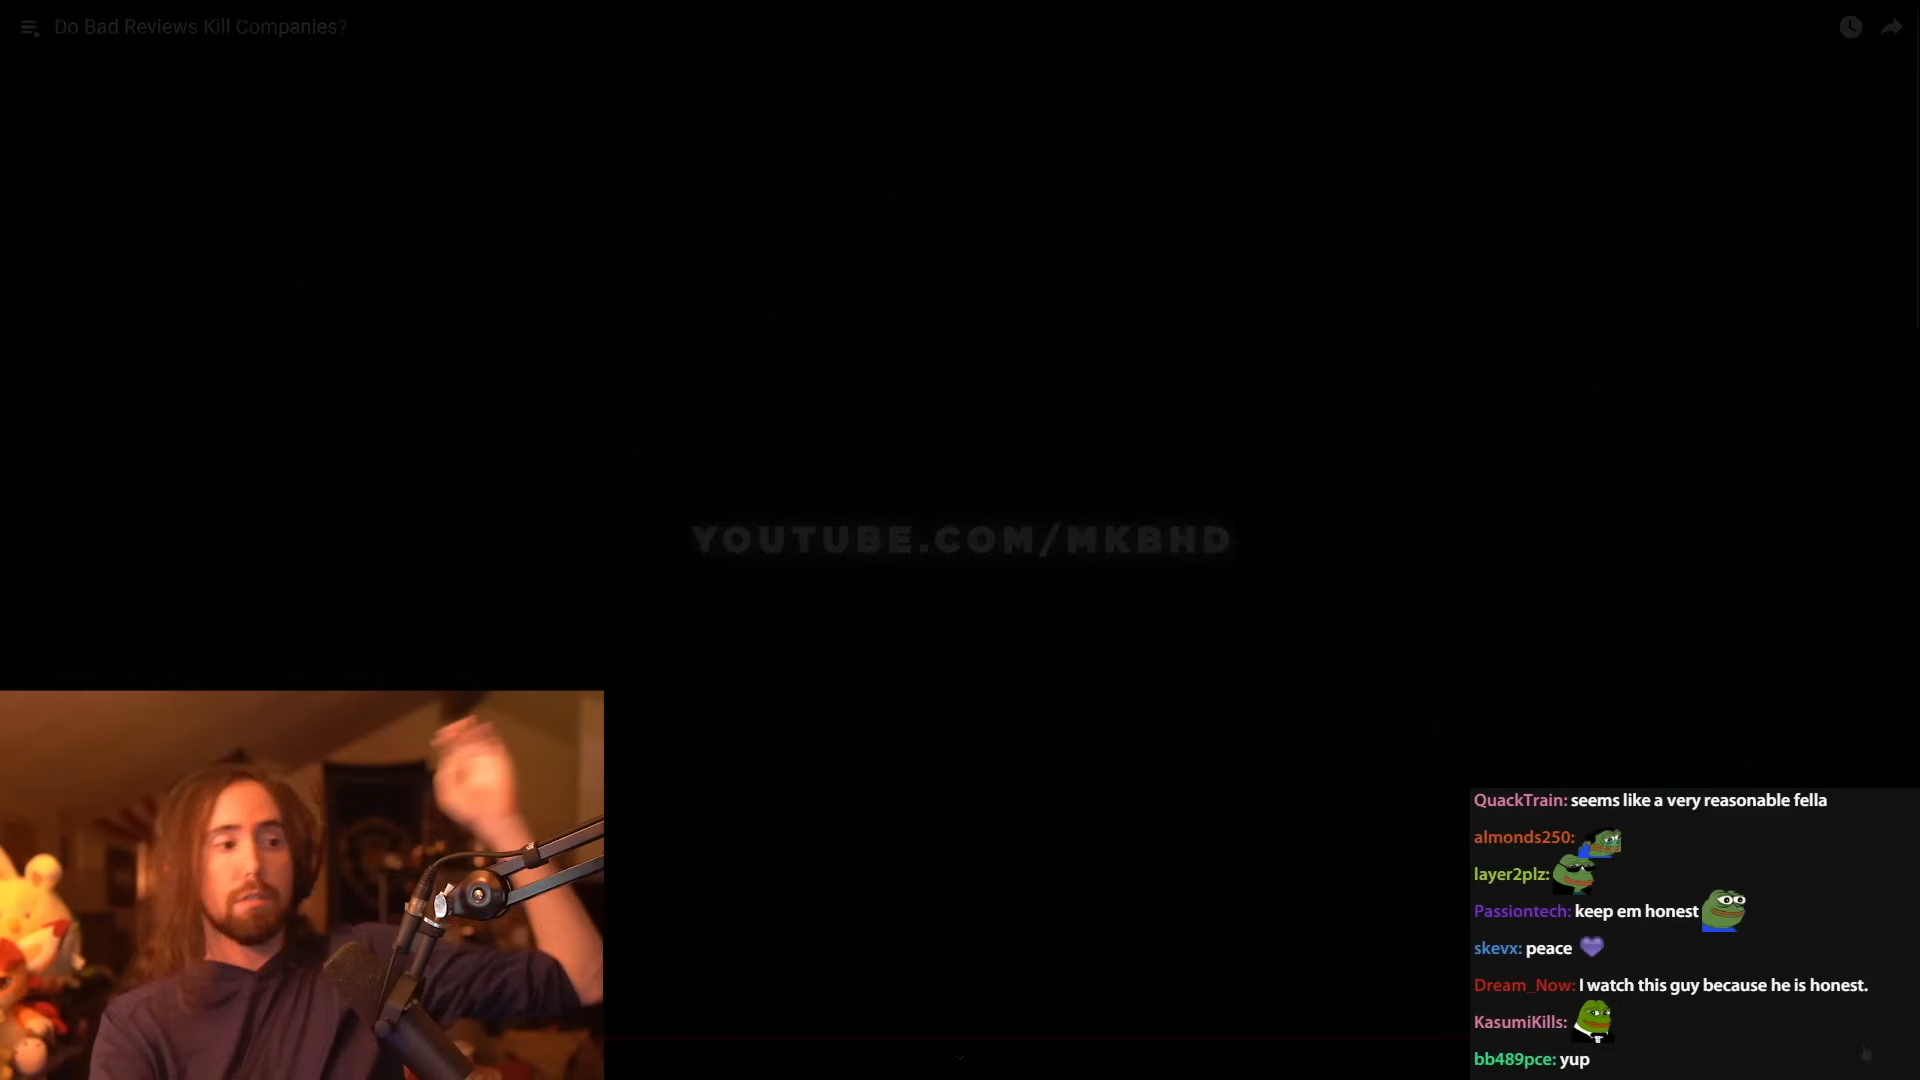 Do Bad Reviews Kill Companies?
YOUTUBE.COM/MKBHD
QuackTrain: seems like a very reasonable fella
almonds250:
layer2plz:
Passiontech: keep em honest
skevx: peace
Dream_Now: I watch this guy because he is honest.
KasumiKills:
bb489pce: yup